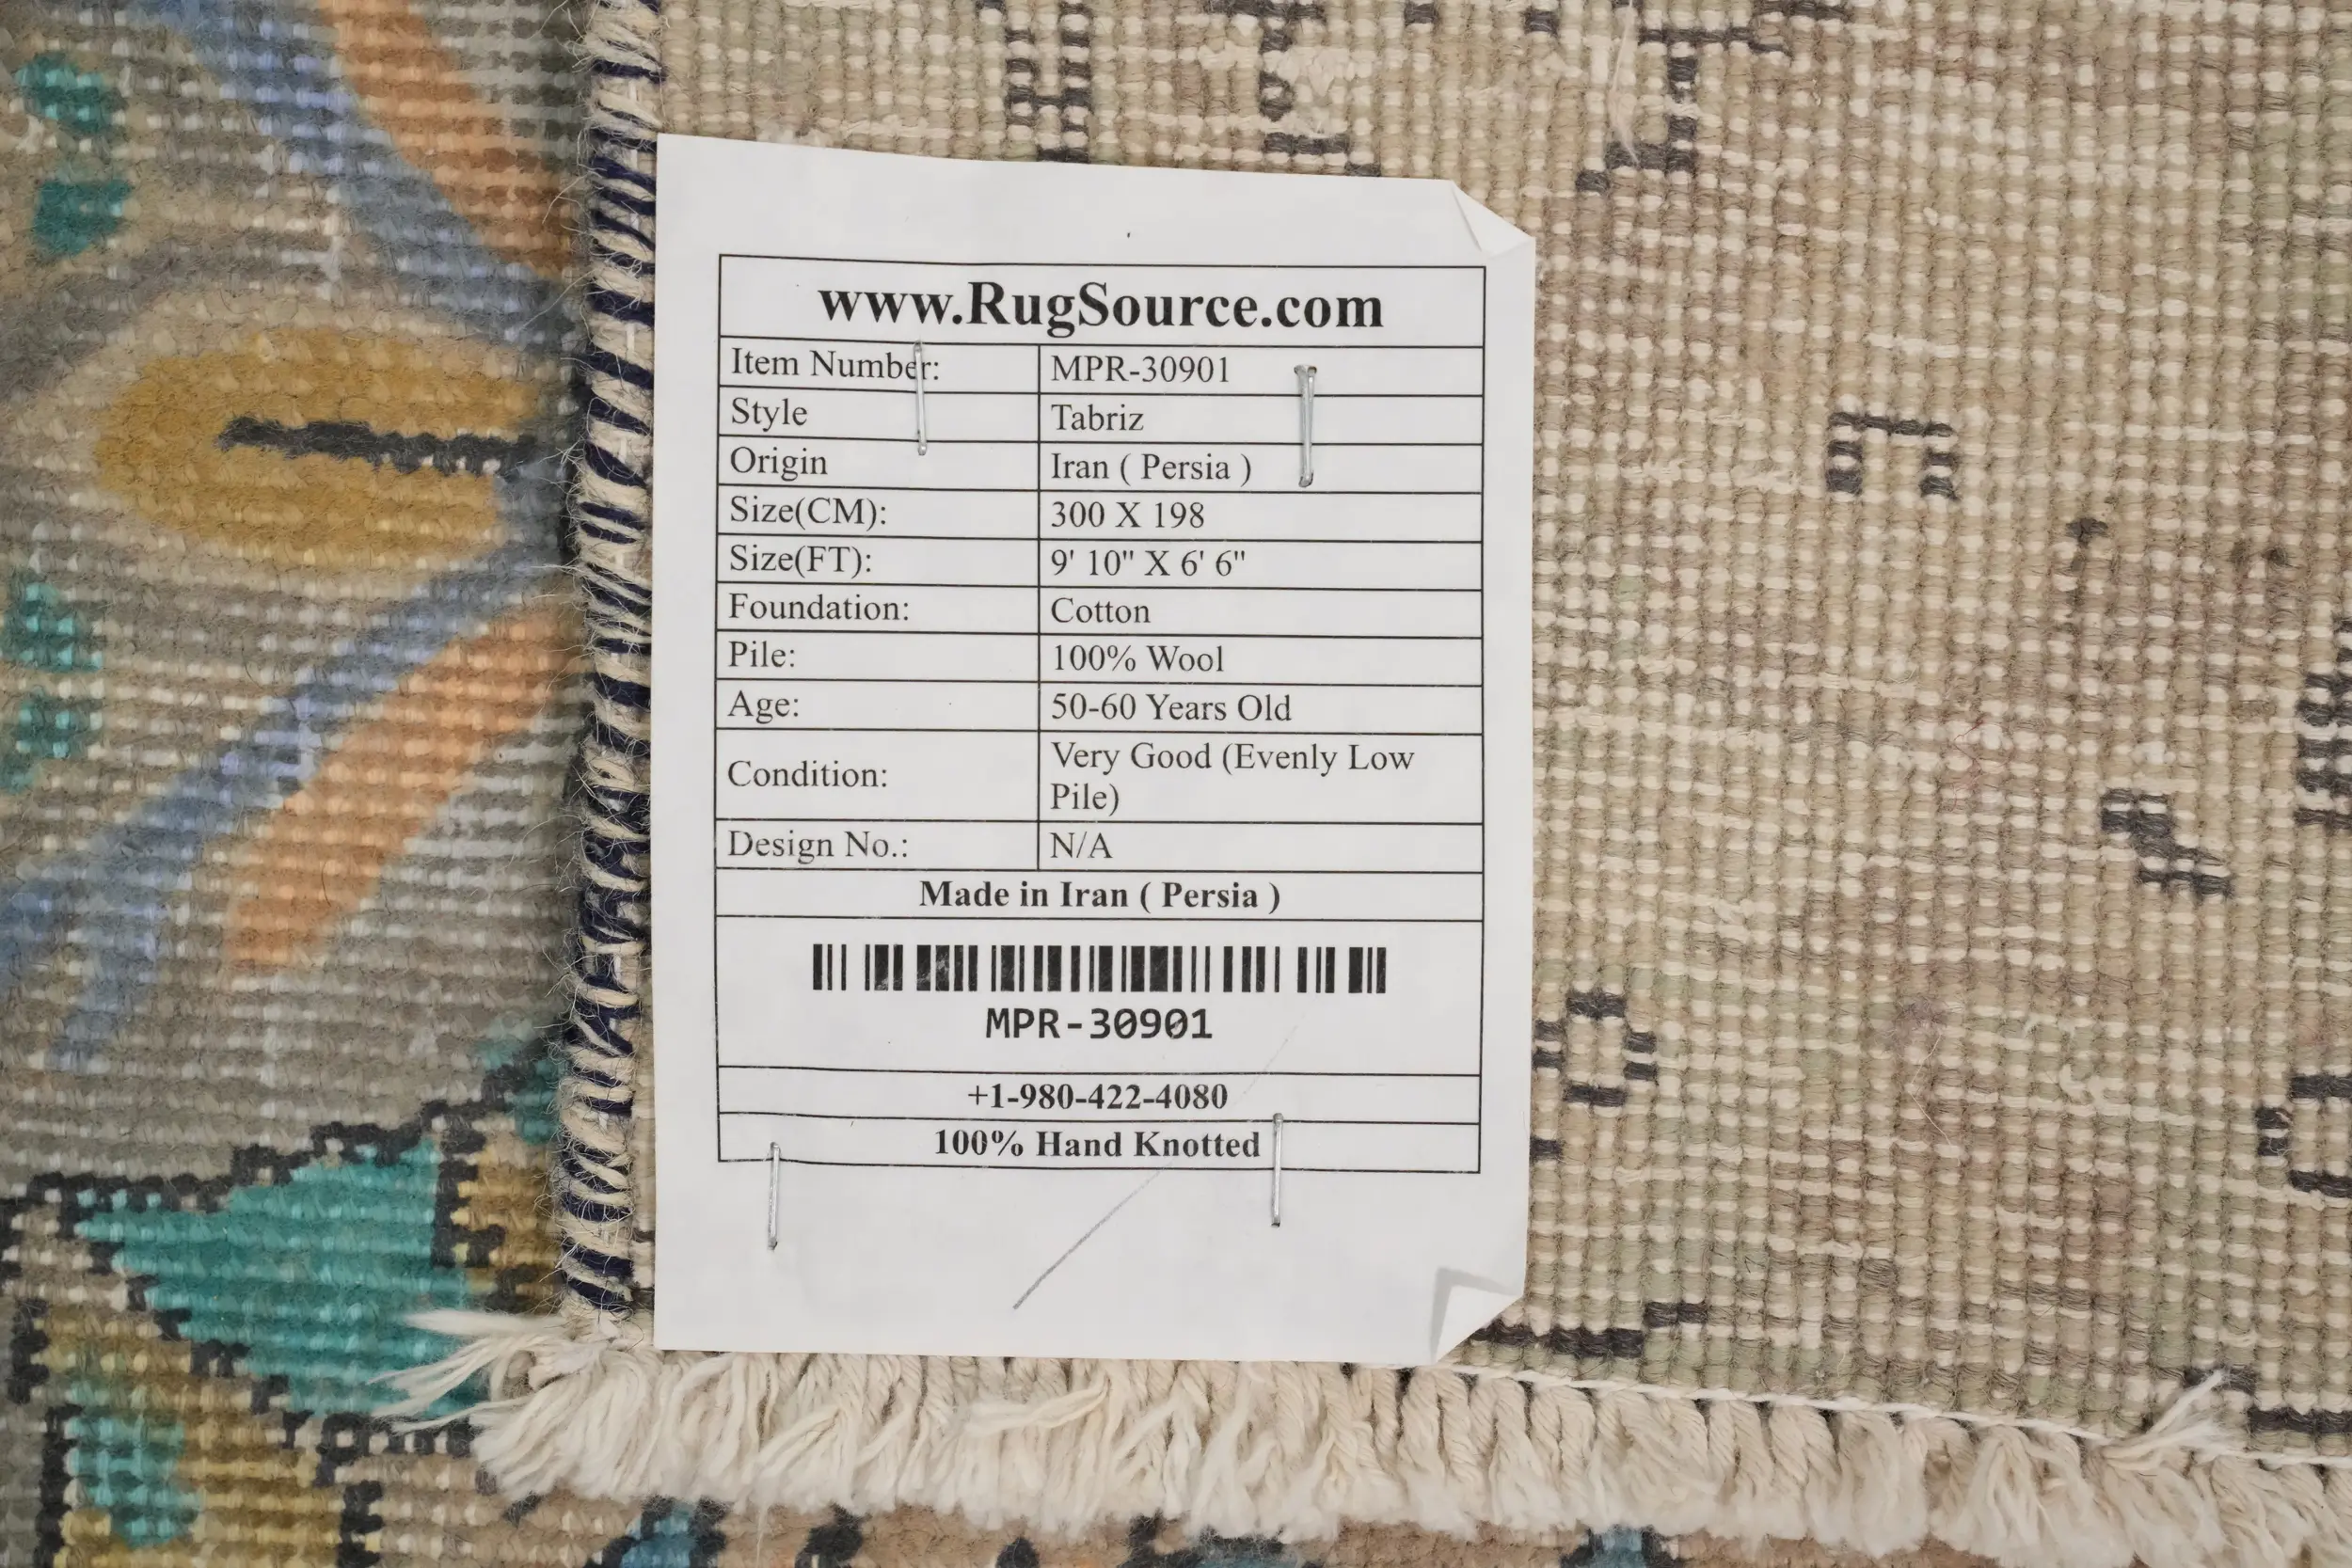 www.RugSource.com
Item Number: MPR-30901
Style Tabriz
Origin Iran ( Persia )
Size(CM): 300 X 198
Size(FT): 9' 10" X 6' 6"
Foundation: Cotton
Pile: 100% Wool
Age: 50-60 Years Old
Condition: Very Good (Evenly Low
Pile)
Design No.: N/A
Made in Iran ( Persia )
MPR-30901
+1-980-422-4080
100% Hand Knotted